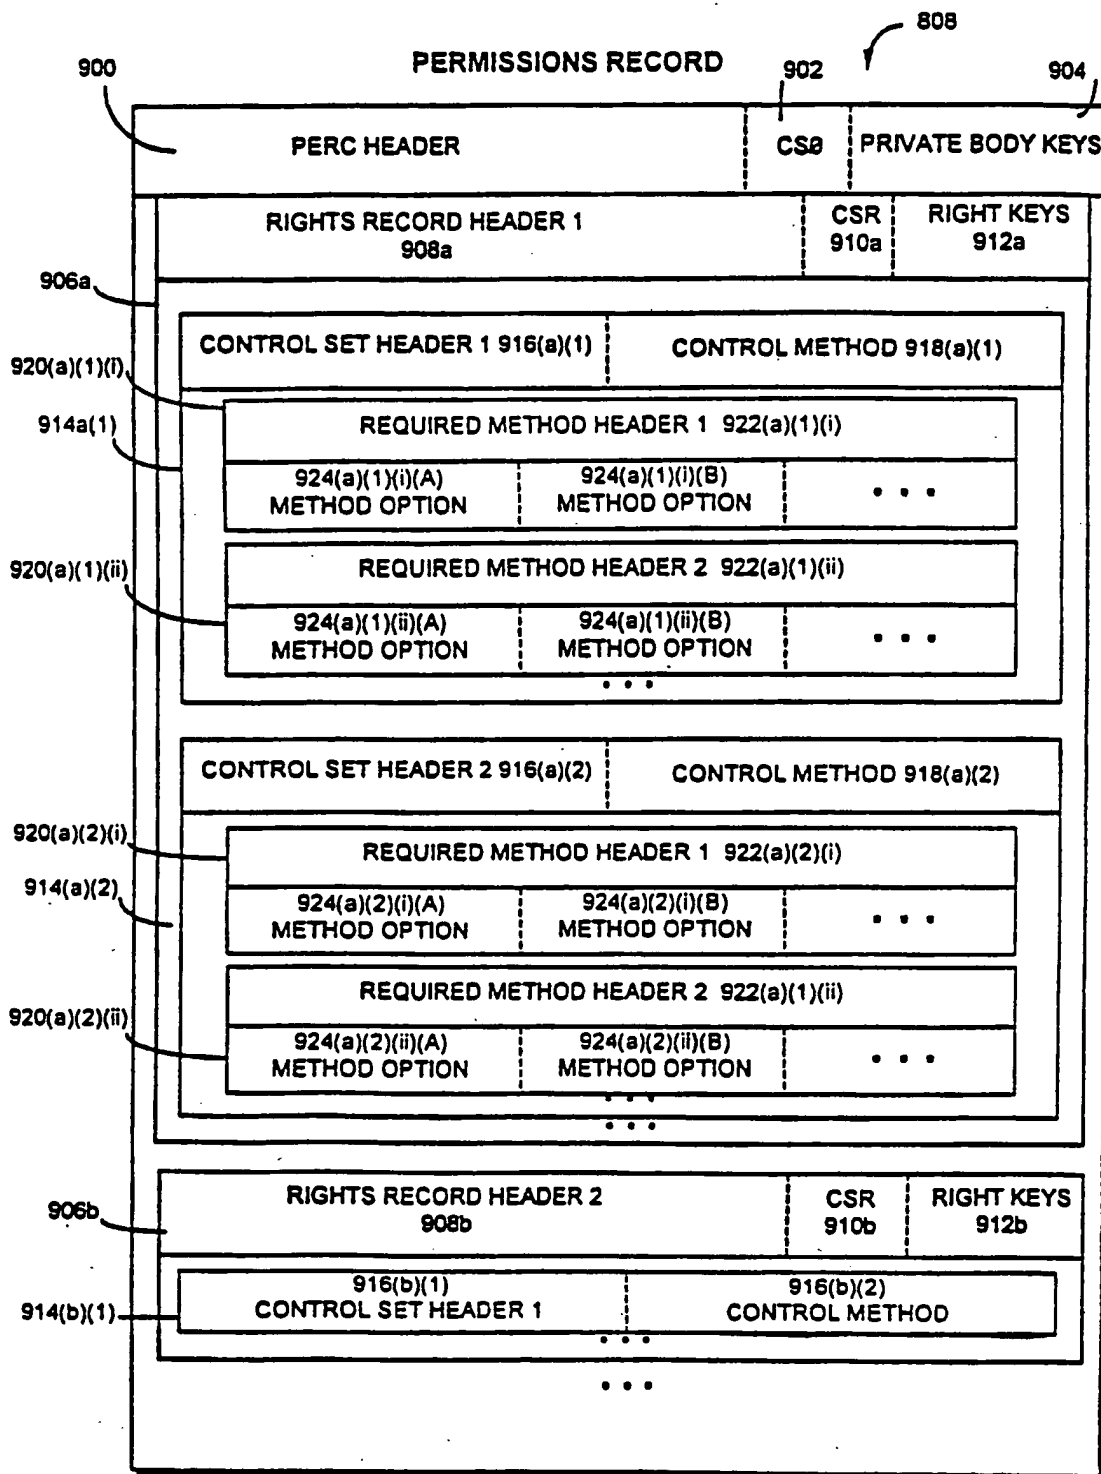 808
PERMISSIONS RECORD
900
902
904
PERC HEADER
CS0
PRIVATE BODY KEYS
RIGHTS RECORD HEADER 1
908a
CSR
910a
RIGHT KEYS
912a
906a
CONTROL SET HEADER 1 916(a)(1)
CONTROL METHOD 918(a)(1)
920(a)(1)(i)
914a(1)
REQUIRED METHOD HEADER 1 922(a)(1)(i)
924(a)(1)(i)(A)
METHOD OPTION
924(a)(1)(i)(B)
METHOD OPTION
• • •
920(a)(1)(ii)
REQUIRED METHOD HEADER 2 922(a)(1)(ii)
924(a)(1)(ii)(A)
METHOD OPTION
924(a)(1)(ii)(B)
METHOD OPTION
• • •
• • •
CONTROL SET HEADER 2 916(a)(2)
CONTROL METHOD 918(a)(2)
920(a)(2)(i)
914(a)(2)
REQUIRED METHOD HEADER 1 922(a)(2)(i)
924(a)(2)(i)(A)
METHOD OPTION
924(a)(2)(i)(B)
METHOD OPTION
• • •
920(a)(2)(ii)
REQUIRED METHOD HEADER 2 922(a)(1)(ii)
924(a)(2)(ii)(A)
METHOD OPTION
924(a)(2)(ii)(B)
METHOD OPTION
• • •
• • •
• • •
906b
RIGHTS RECORD HEADER 2
908b
CSR
910b
RIGHT KEYS
912b
914(b)(1)
916(b)(1)
CONTROL SET HEADER 1
916(b)(2)
CONTROL METHOD
• • •
• • •